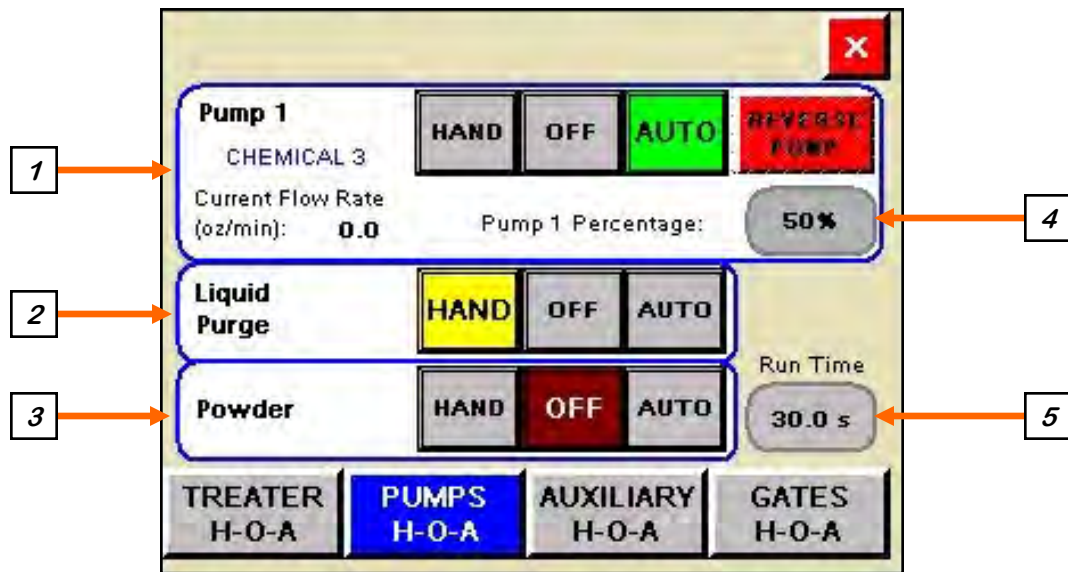 X
Pump 1
HAND OFF AUTO REVERSE PUMP
CHEMICAL 3
1
Current Flow Rate
(oz/min): 0.0
Pump 1 Percentage: 50%
4
2
Liquid Purge
HAND OFF AUTO
Run Time
3
Powder
HAND OFF AUTO
30.0 s
5
TREATER H-O-A
PUMPS H-O-A
AUXILIARY H-O-A
GATES H-O-A